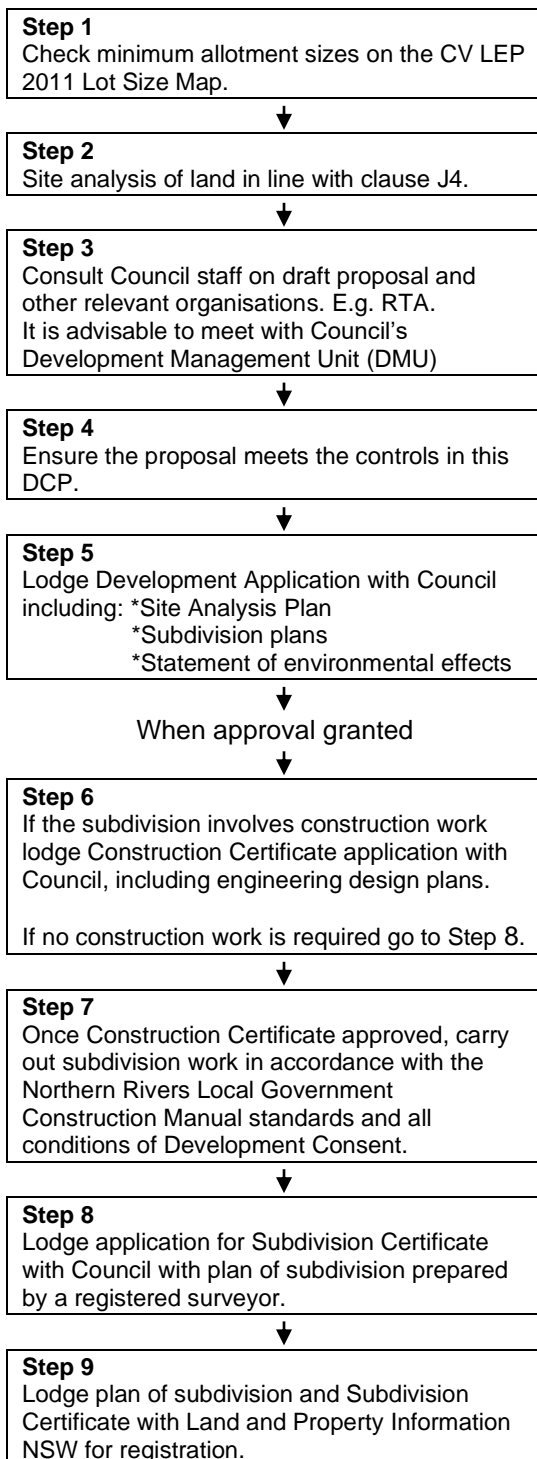 Step 1
Check minimum allotment sizes on the CV LEP
2011 Lot Size Map.
Step 2
Site analysis of land in line with clause J4.
Step 3
Consult Council staff on draft proposal and
other relevant organisations. E.g. RTA.
It is advisable to meet with Council’s
Development Management Unit (DMU)
Step 4
Ensure the proposal meets the controls in this
DCP.
Step 5
Lodge Development Application with Council
including: *Site Analysis Plan
*Subdivision plans
*Statement of environmental effects
When approval granted
Step 6
If the subdivision involves construction work
lodge Construction Certificate application with
Council, including engineering design plans.
If no construction work is required go to Step 8.
Step 7
Once Construction Certificate approved, carry
out subdivision work in accordance with the
Northern Rivers Local Government
Construction Manual standards and all
conditions of Development Consent.
Step 8
Lodge application for Subdivision Certificate
with Council with plan of subdivision prepared
by a registered surveyor.
Step 9
Lodge plan of subdivision and Subdivision
Certificate with Land and Property Information
NSW for registration.